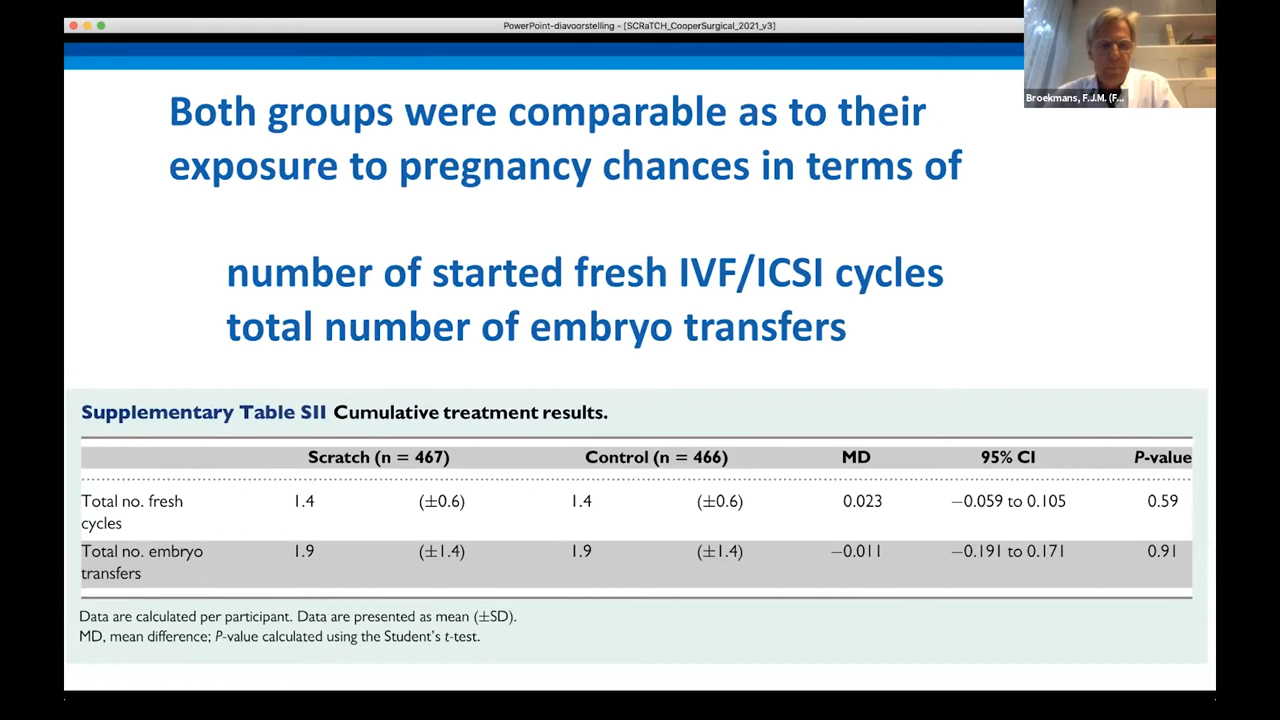 PowerPoint-diavoorstelling - [SCRaTCH_CooperSurgical_2021_v3]
Broekmans, F.J.M. (F...
Both groups were comparable as to their
exposure to pregnancy chances in terms of
number of started fresh IVF/ICSI cycles
total number of embryo transfers
Supplementary Table SII Cumulative treatment results.
Scratch (n = 467) Control (n = 466) MD 95% CI P-value
Total no. fresh 1.4 (±0.6) 1.4 (±0.6) 0.023 −0.059 to 0.105 0.59
cycles
Total no. embryo 1.9 (±1.4) 1.9 (±1.4) −0.011 −0.191 to 0.171 0.91
transfers
Data are calculated per participant. Data are presented as mean (±SD).
MD, mean difference; P-value calculated using the Student's t-test.